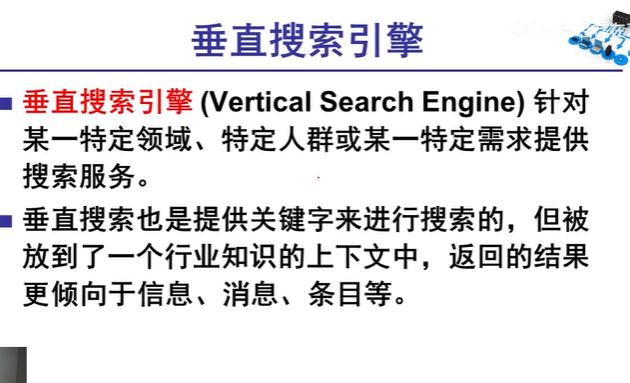 垂直搜索引擎
垂直搜索引擎 (Vertical Search Engine) 针对
某一特定领域、特定人群或某一特定需求提供
搜索服务。
垂直搜索也是提供关键字来进行搜索的，但被
放到了一个行业知识的上下文中，返回的结果
更倾向于信息、消息、条目等。